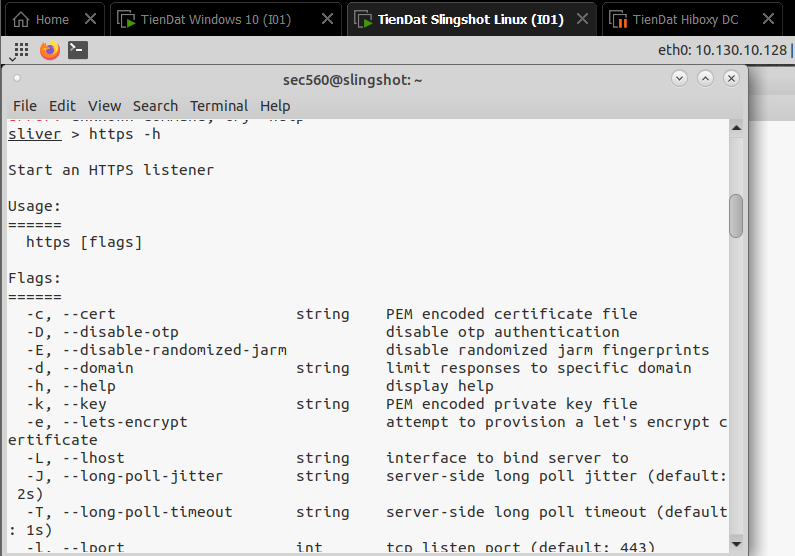 Home
TienDat Windows 10 (I01)
TienDat Slingshot Linux (I01)
TienDat Hiboxy DC
eth0: 10.130.10.128
sec560@slingshot: ~
File Edit View Search Terminal Help
sliver > https -h
Start an HTTPS listener
Usage:
======
https [flags]
Flags:
======
-c, --cert string PEM encoded certificate file
-D, --disable-otp disable otp authentication
-E, --disable-randomized-jarm disable randomized jarm fingerprints
-d, --domain string limit responses to specific domain
-h, --help display help
-k, --key string PEM encoded private key file
-e, --lets-encrypt attempt to provision a let's encrypt c
ertificate
-L, --lhost string interface to bind server to
-J, --long-poll-jitter string server-side long poll jitter (default:
2s)
-T, --long-poll-timeout string server-side long poll timeout (default
: 1s)
-l, --lport int tcp listen port (default: 443)